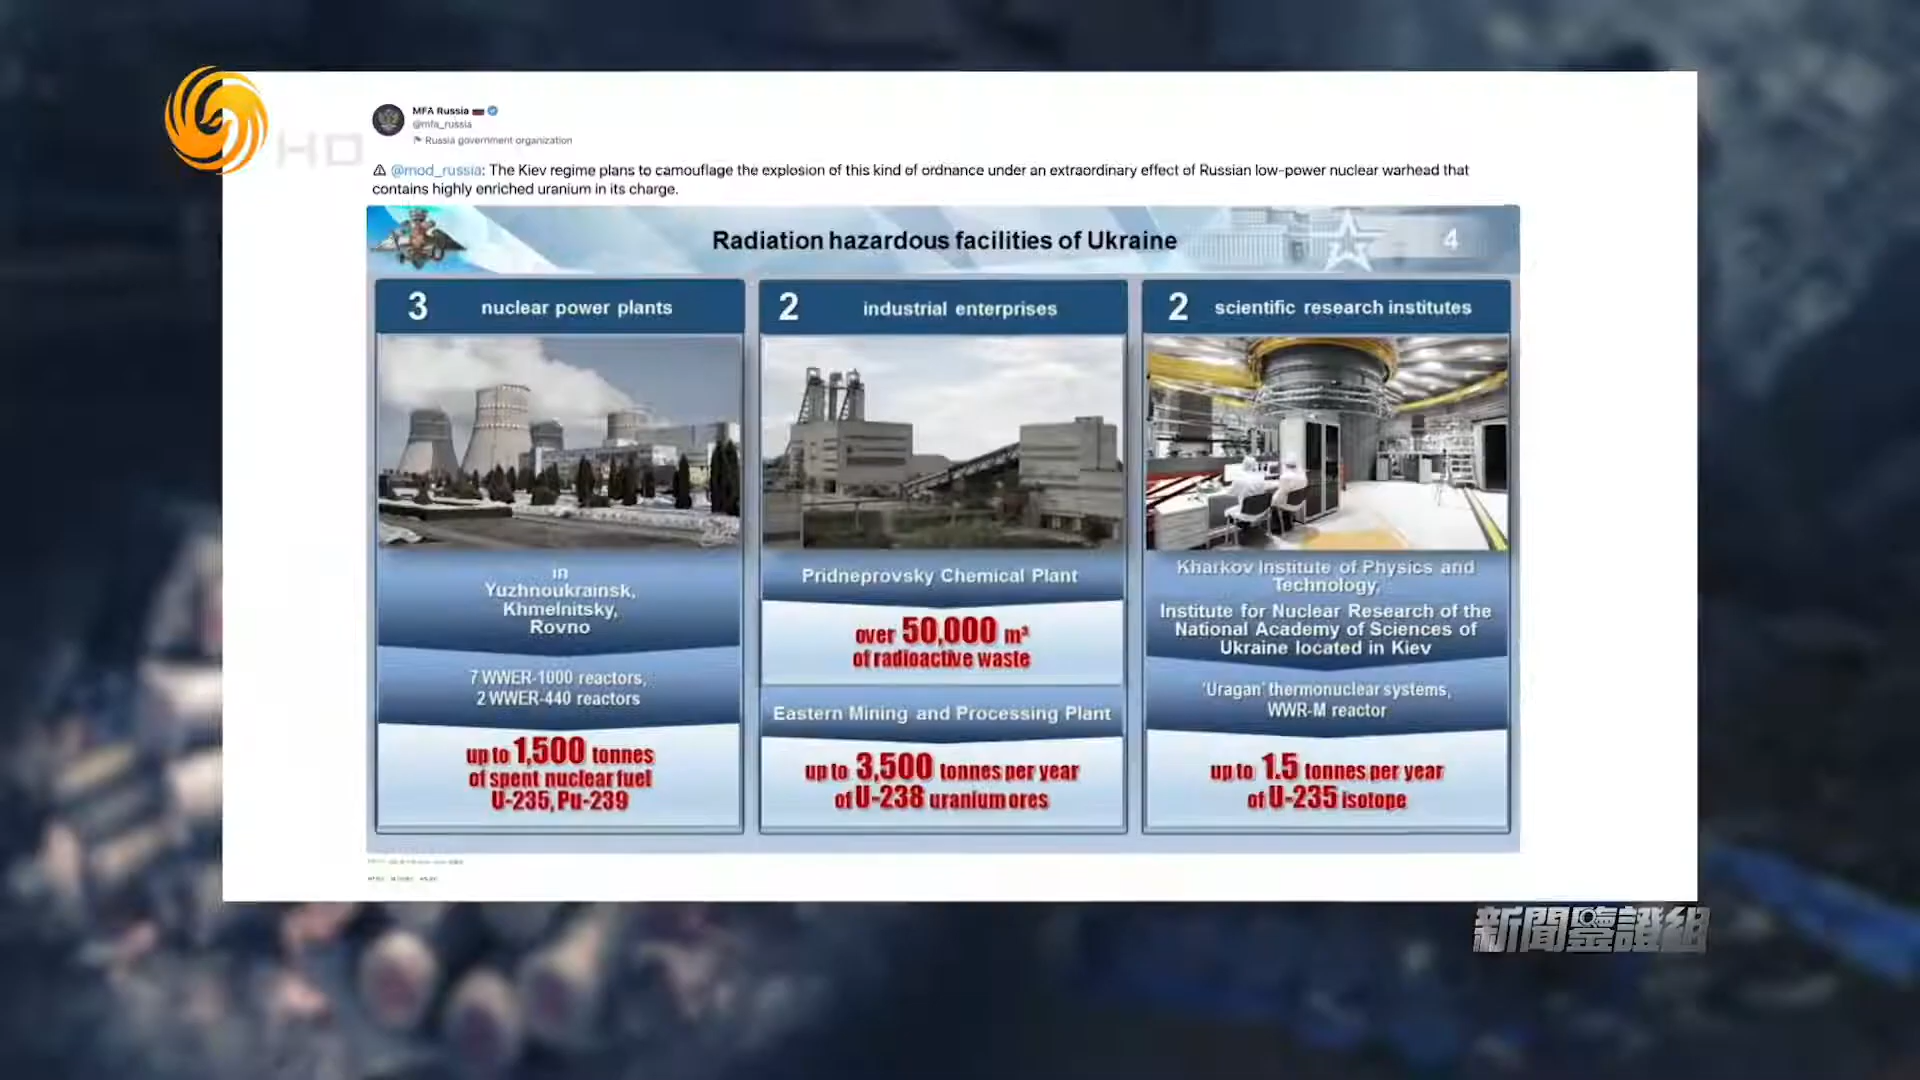 HD
MFA Russia
@mfa_russia
Russia government organization
@mod_russia: The Kiev regime plans to camouflage the explosion of this kind of ordnance under an extraordinary effect of Russian low-power nuclear warhead that
contains highly enriched uranium in its charge.
Radiation hazardous facilities of Ukraine
4
3 nuclear power plants
in
Yuzhnoukrainsk,
Khmelnitsky,
Rovno
7 WWER-1000 reactors,
2 WWER-440 reactors
up to 1,500 tonnes
of spent nuclear fuel
U-235, Pu-239
2 industrial enterprises
Pridneprovsky Chemical Plant
over 50,000 m³
of radioactive waste
Eastern Mining and Processing Plant
up to 3,500 tonnes per year
of U-238 uranium ores
2 scientific research institutes
Kharkov Institute of Physics and
Technology,
Institute for Nuclear Research of the
National Academy of Sciences of
Ukraine located in Kiev
'Uragan' thermonuclear systems,
WWR-M reactor
up to 1.5 tonnes per year
of U-235 isotope
新聞鑒證組